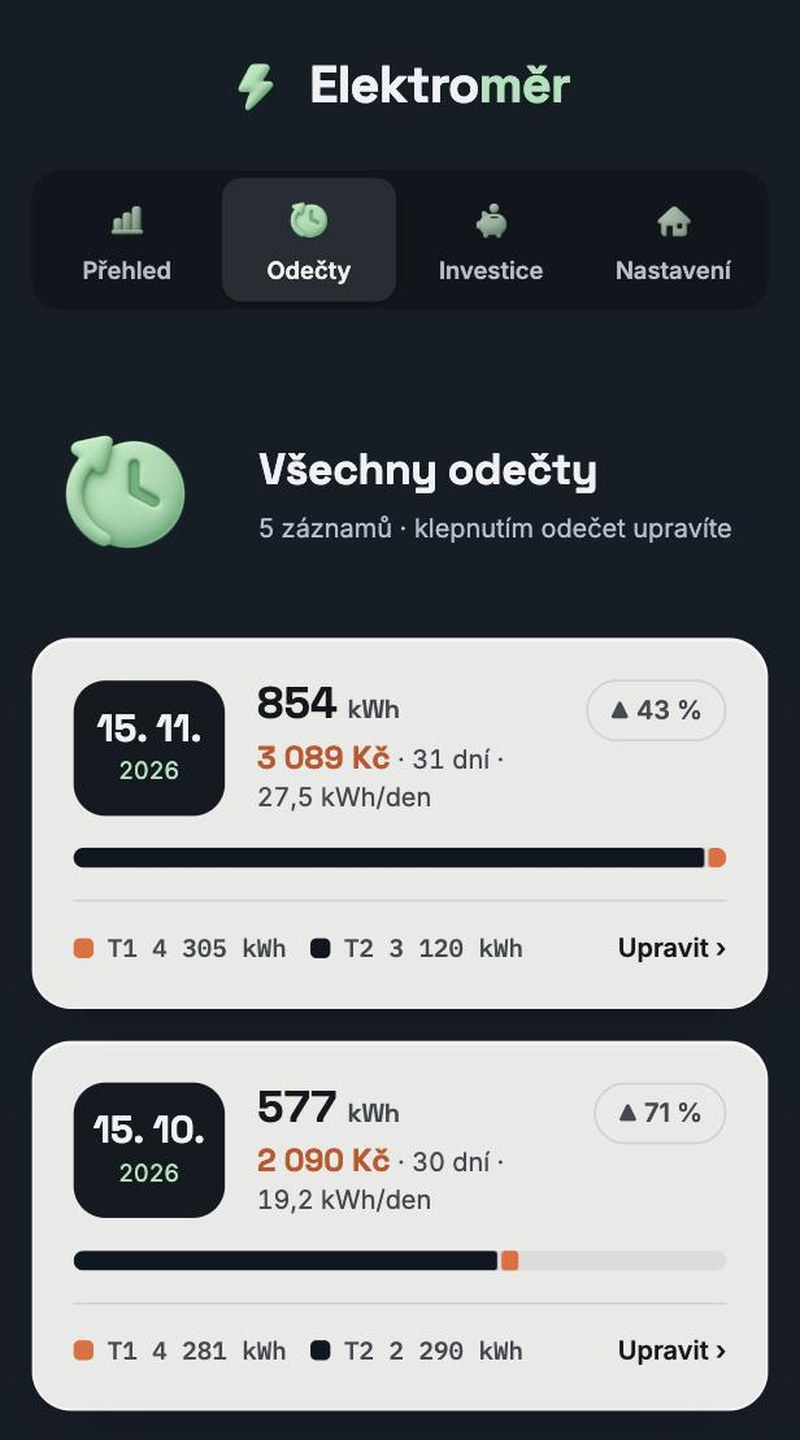 Elektroměr
Přehled
Odečty
Investice
Nastavení
Všechny odečty
5 záznamů · klepnutím odečet upravíte
15. 11.
2026
854 kWh
▲ 43 %
3 089 Kč · 31 dní ·
27,5 kWh/den
T1 4 305 kWh
T2 3 120 kWh
Upravit ›
15. 10.
2026
577 kWh
▲ 71 %
2 090 Kč · 30 dní ·
19,2 kWh/den
T1 4 281 kWh
T2 2 290 kWh
Upravit ›